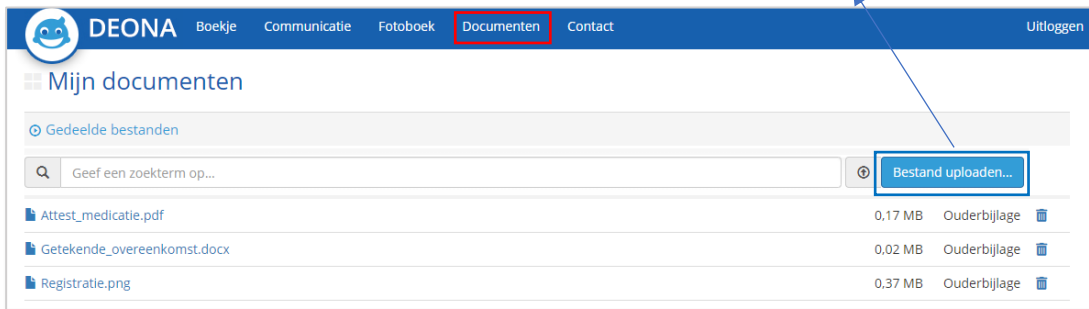 DEONA Boekje Communicatie Fotoboek Documenten Contact Uitloggen
Mijn documenten
Gedeelde bestanden
Geef een zoekterm op... Bestand uploaden...
Attest_medicatie.pdf 0,17 MB Ouderbijlage
Getekende_overeenkomst.docx 0,02 MB Ouderbijlage
Registratie.png 0,37 MB Ouderbijlage